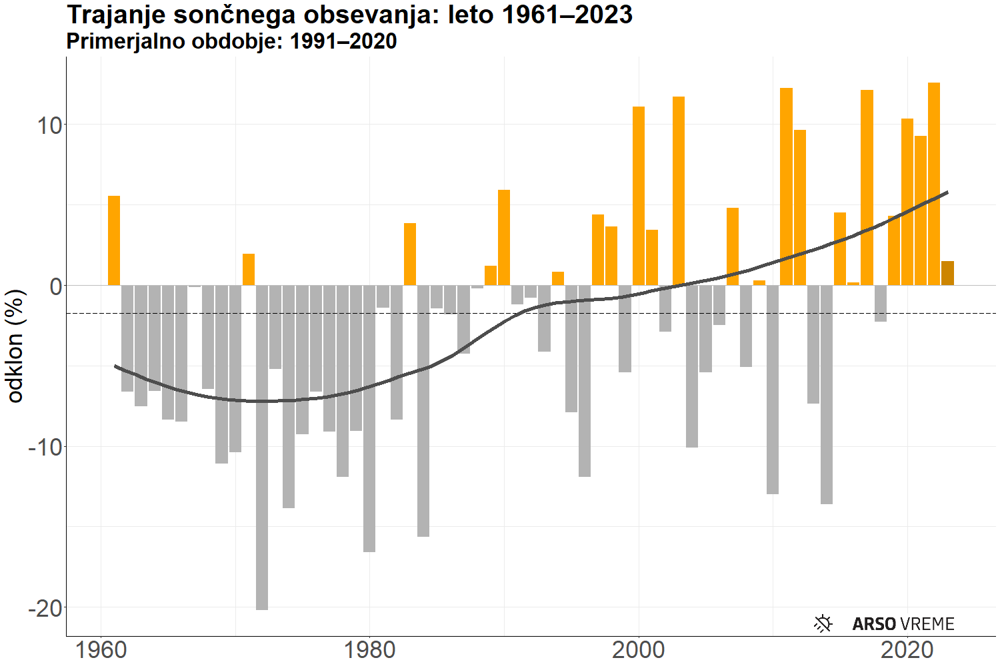 Trajanje sončnega obsevanja: leto 1961–2023
Primerjalno obdobje: 1991–2020
odklon (%)
10
0
-10
-20
1960
1980
2000
2020
ARSO VREME